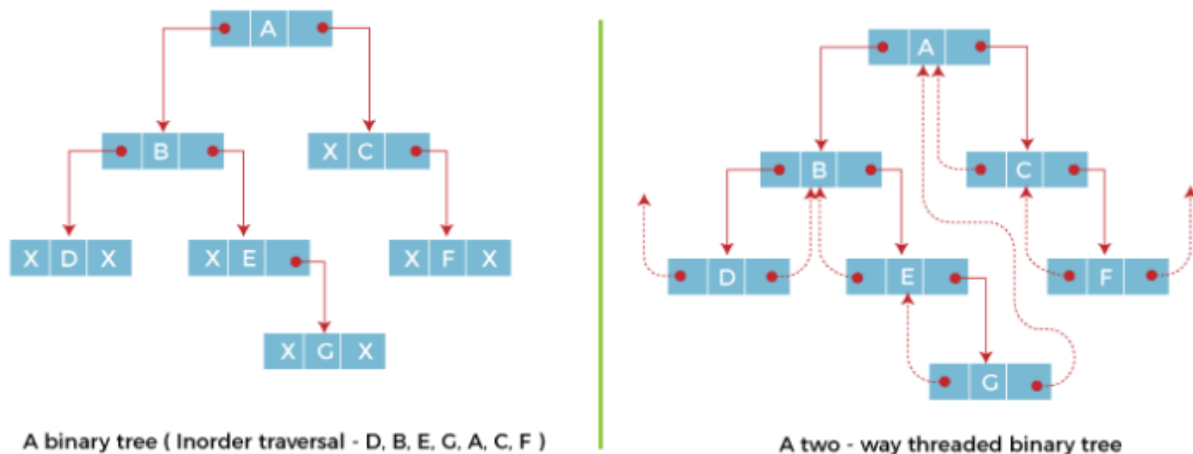 A
B
X C
X D X
X E
X F X
X G X
A binary tree ( Inorder traversal - D, B, E, G, A, C, F )
A
B
C
D
E
F
G
A two - way threaded binary tree